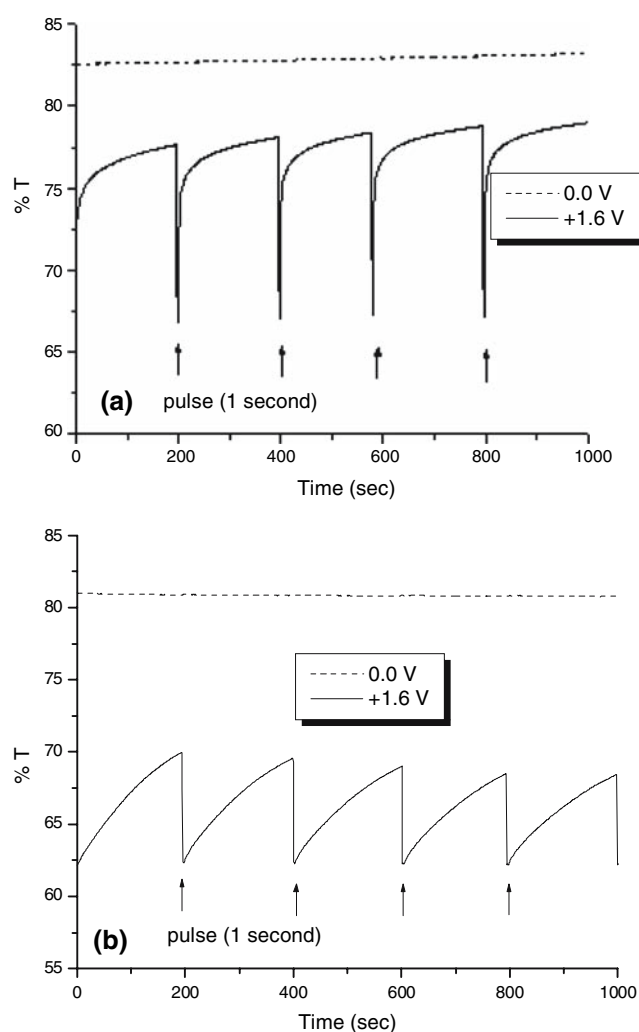 85
80
75
70
65
60
% T
0.0 V
+1.6 V
(a) pulse (1 second)
0 200 400 600 800 1000
Time (sec)
85
80
75
70
65
60
55
% T
0.0 V
+1.6 V
(b) pulse (1 second)
0 200 400 600 800 1000
Time (sec)